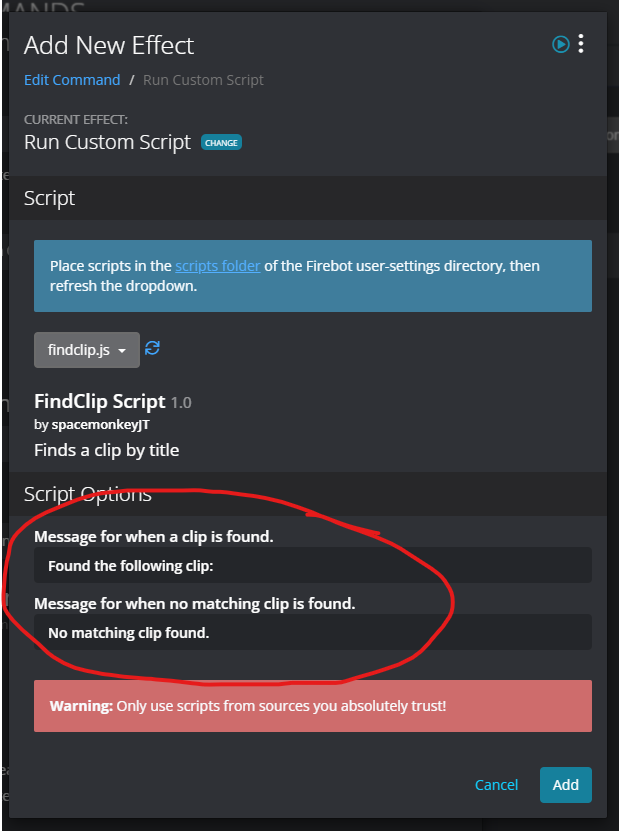 MANDS
Add New Effect
Edit Command / Run Custom Script
CURRENT EFFECT:
Run Custom Script CHANGE
Script
Place scripts in the scripts folder of the Firebot user-settings directory, then
refresh the dropdown.
findclip.js
FindClip Script 1.0
by spacemonkeyJT
Finds a clip by title
Script Options
Message for when a clip is found.
Found the following clip:
Message for when no matching clip is found.
No matching clip found.
Warning: Only use scripts from sources you absolutely trust!
Cancel Add